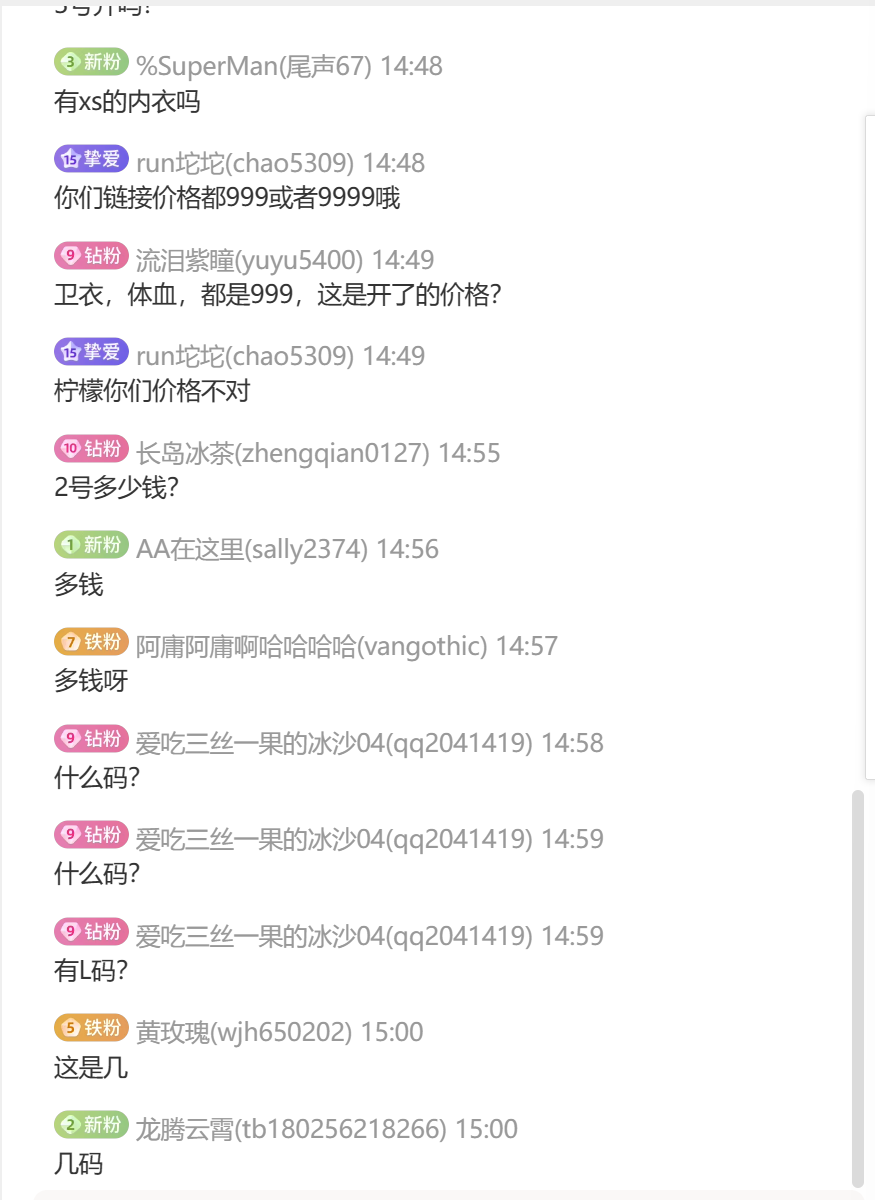 3 新粉 %SuperMan(尾声67) 14:48
有xs的内衣吗
15 挚爱 run坨坨(chao5309) 14:48
你们链接价格都999或者9999哦
9 钻粉 流泪紫瞳(yuyu5400) 14:49
卫衣，体血，都是999，这是开了的价格？
15 挚爱 run坨坨(chao5309) 14:49
柠檬你们价格不对
10 钻粉 长岛冰茶(zhengqian0127) 14:55
2号多少钱？
1 新粉 AA在这里(sally2374) 14:56
多钱
7 铁粉 阿庸阿庸啊哈哈哈哈(vangothic) 14:57
多钱呀
9 钻粉 爱吃三丝一果的冰沙04(qq2041419) 14:58
什么码？
9 钻粉 爱吃三丝一果的冰沙04(qq2041419) 14:59
什么码？
9 钻粉 爱吃三丝一果的冰沙04(qq2041419) 14:59
有L码？
5 铁粉 黄玫瑰(wjh650202) 15:00
这是几
2 新粉 龙腾云霄(tb180256218266) 15:00
几码